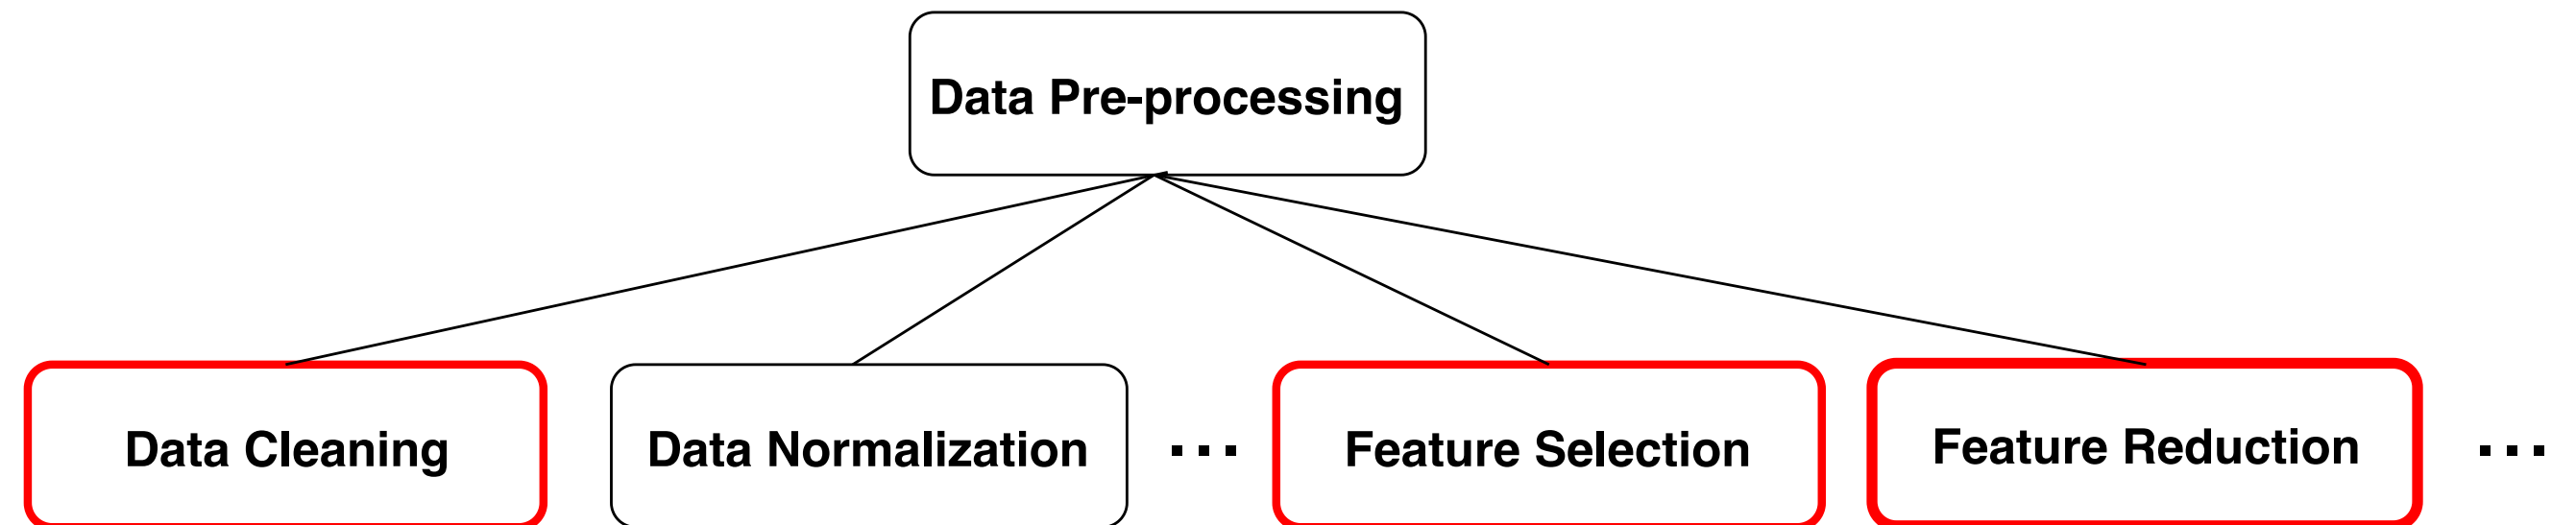 Data Pre-processing
Data Cleaning
Data Normalization
...
Feature Selection
Feature Reduction
...